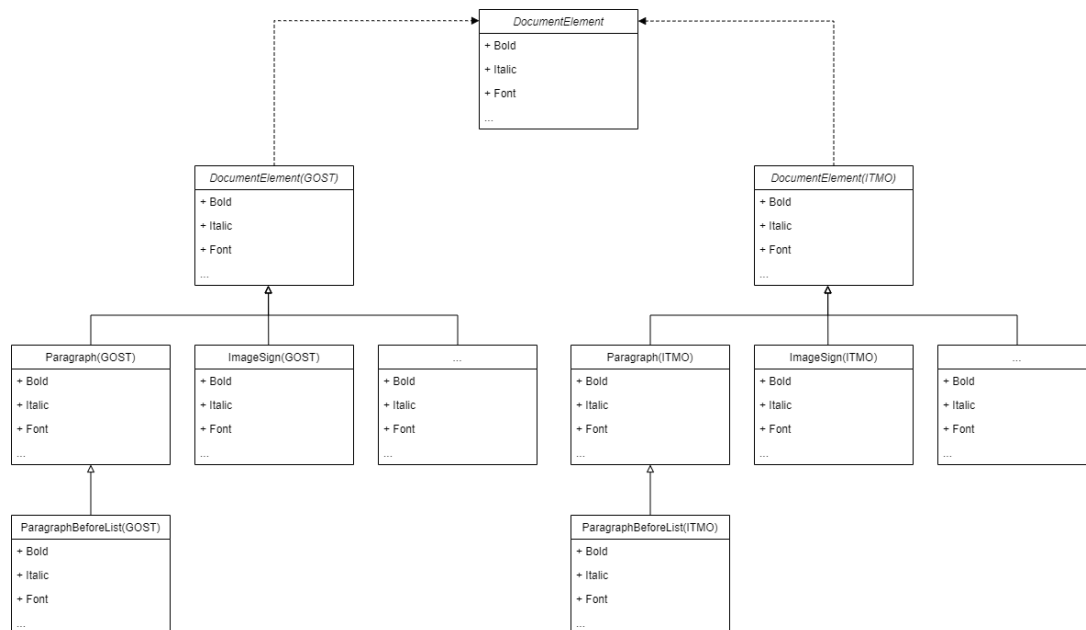 DocumentElement
+ Bold
+ Italic
+ Font
...
DocumentElement(GOST)
+ Bold
+ Italic
+ Font
...
DocumentElement(ITMO)
+ Bold
+ Italic
+ Font
...
Paragraph(GOST)
+ Bold
+ Italic
+ Font
...
ImageSign(GOST)
+ Bold
+ Italic
+ Font
...
...
+ Bold
+ Italic
+ Font
...
Paragraph(ITMO)
+ Bold
+ Italic
+ Font
...
ImageSign(ITMO)
+ Bold
+ Italic
+ Font
...
...
+ Bold
+ Italic
+ Font
...
ParagraphBeforeList(GOST)
+ Bold
+ Italic
+ Font
...
ParagraphBeforeList(ITMO)
+ Bold
+ Italic
+ Font
...